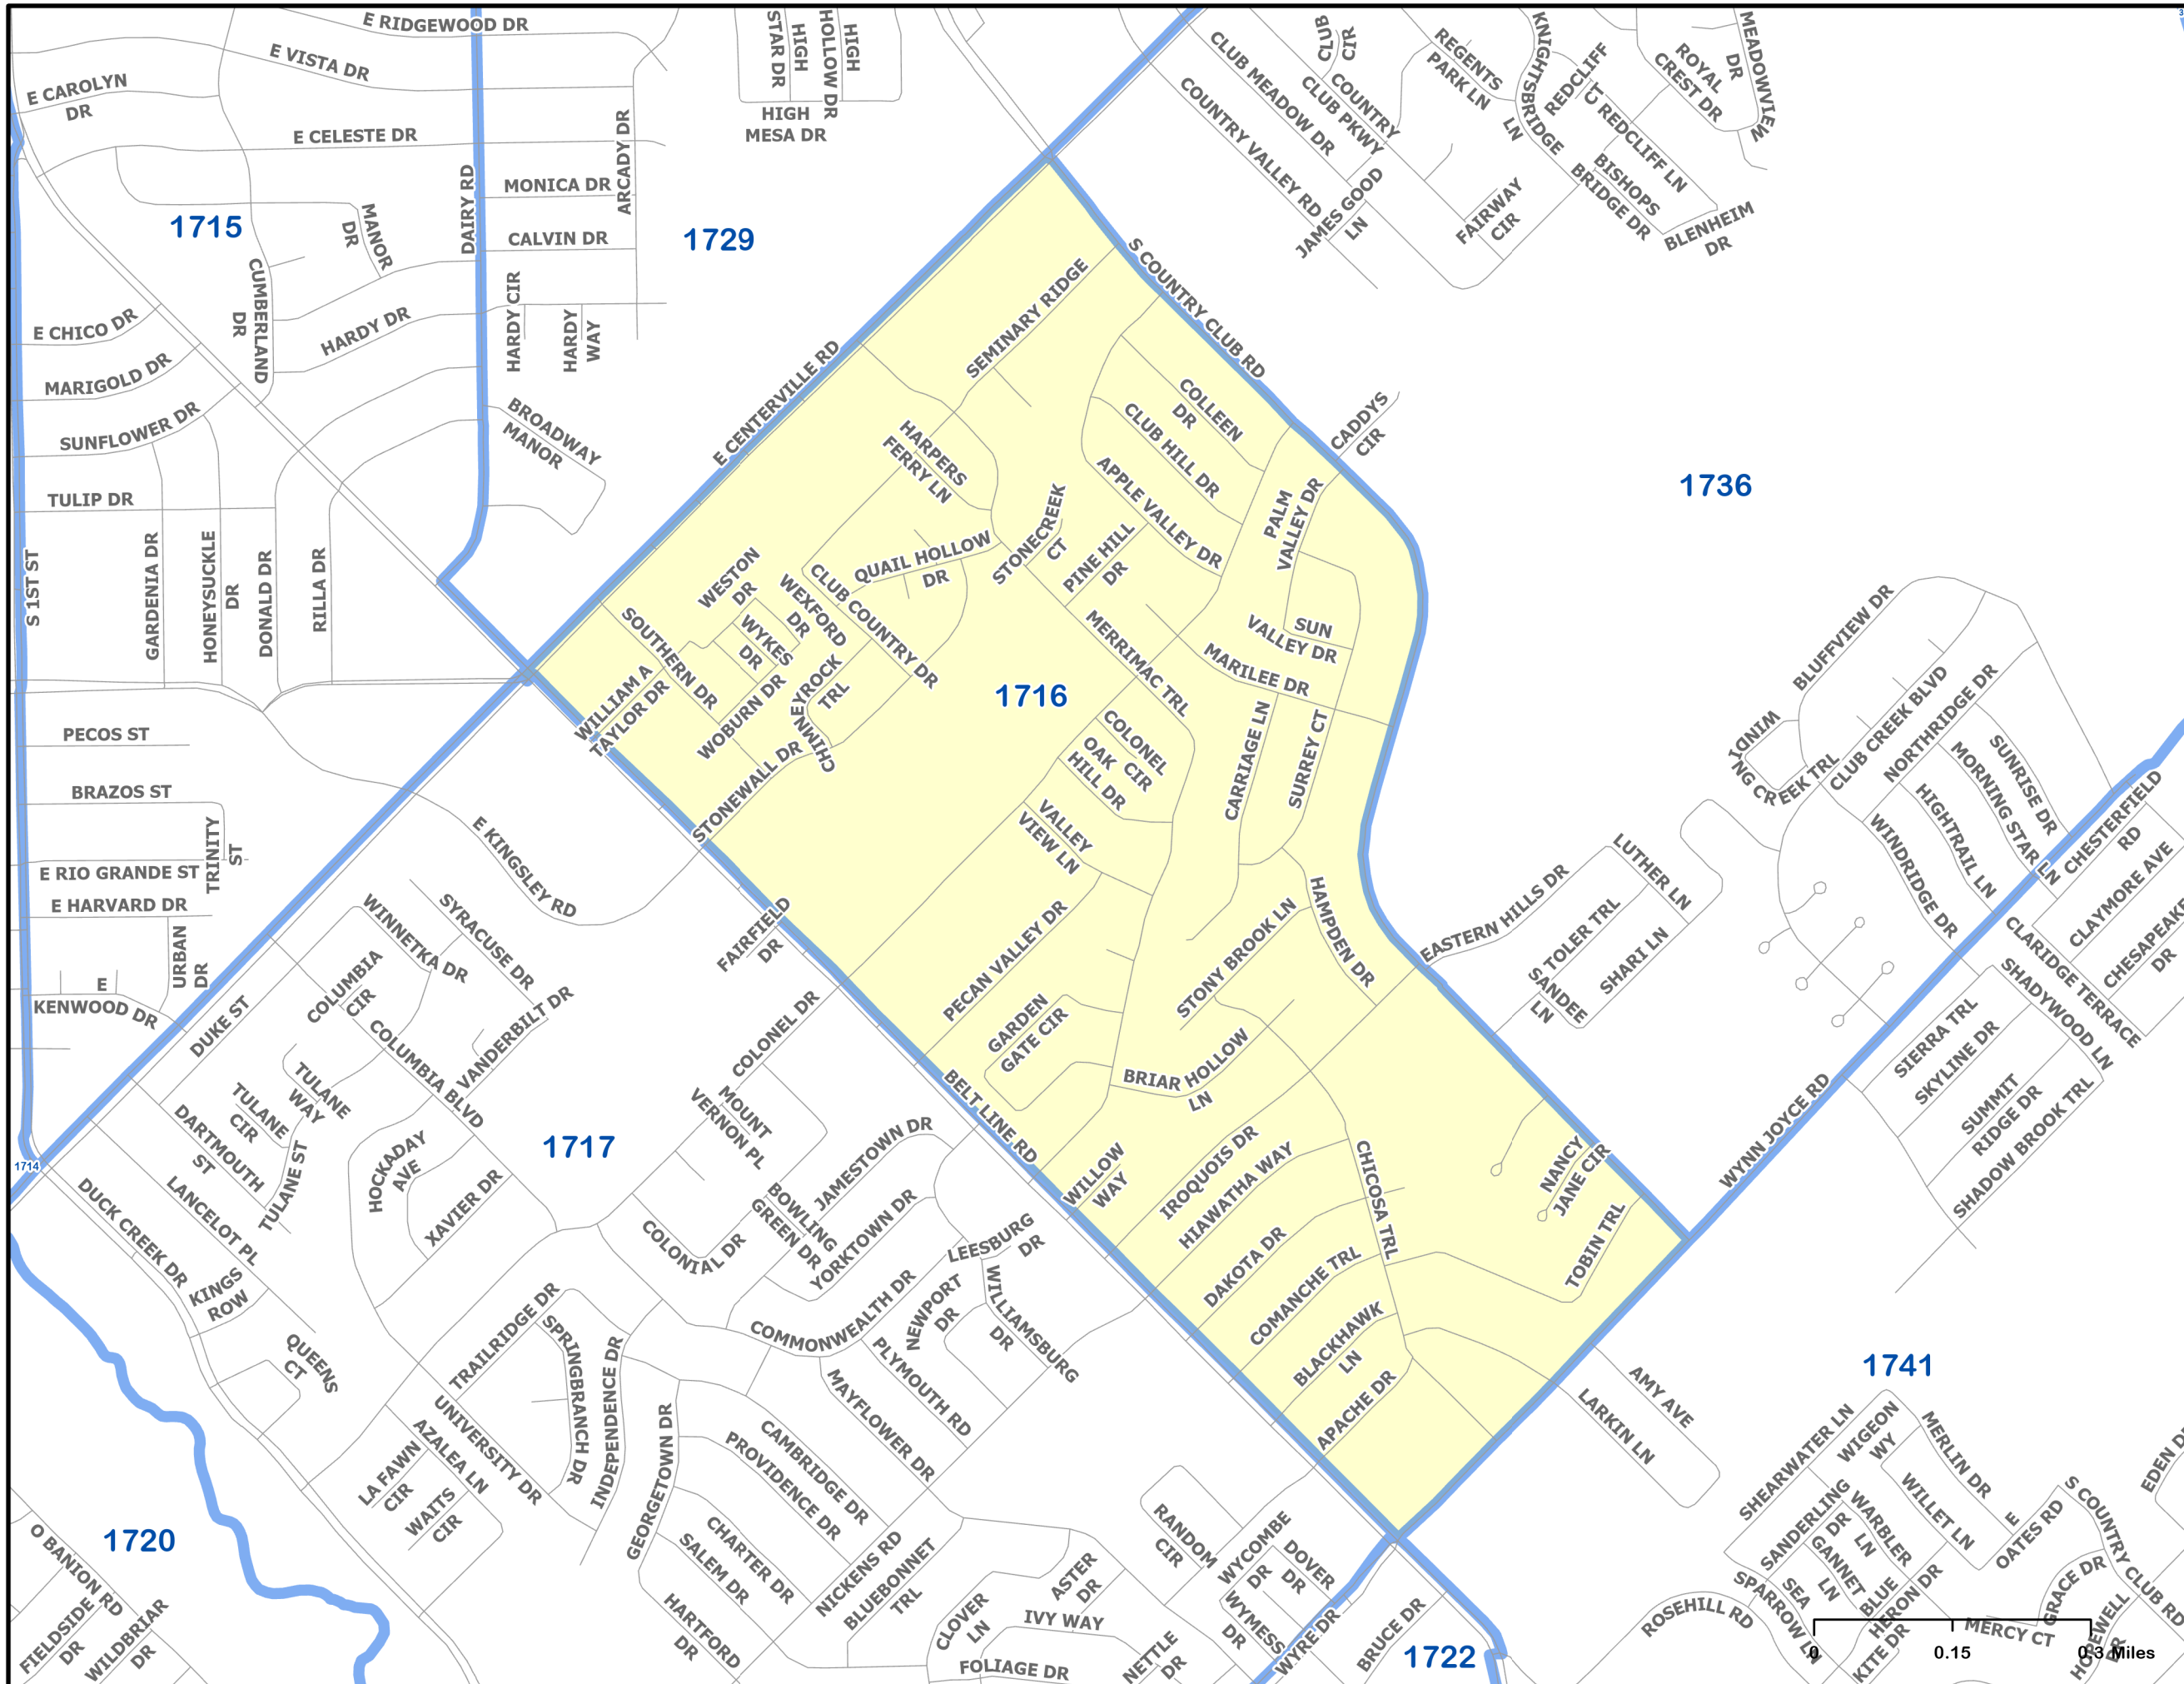 E RIDGEWOOD DR
E VISTA DR
E CAROLYN
DR
E CELESTE DR
DAIRY RD
ARCADY DR
MONICA DR
CALVIN DR
MANOR
DR
CUMBERLAND
DR
HARDY DR
HARDY CIR
HARDY
WAY
E CHICO DR
MARIGOLD DR
SUNFLOWER DR
TULIP DR
BROADWAY
MANOR
S 1ST ST
GARDENIA DR
HONEYSUCKLE
DR
DONALD DR
RILLA DR
1715
1729
HIGH
STAR DR
HIGH
HOLLOW DR
HIGH
MESA DR
CLUB
CIR
CLUB MEADOW DR
COUNTRY
CLUB PKWY
COUNTRY VALLEY RD
JAMES GOOD
LN
REGENTS
PARK LN
KNIGHTSBRIDGE
LN
REDCLIFF
CT
REDCLIFF LN
ROYAL
CREST DR
MEADOWVIEW
DR
BISHOPS
BRIDGE DR
BLENHEIM
DR
FAIRWAY
CIR
1736
S COUNTRY CLUB RD
E CENTERVILLE RD
SEMINARY RIDGE
COLLEEN
DR
CLUB HILL DR
APPLE VALLEY DR
CADDYS
CIR
PALM
VALLEY DR
HARPERS
FERRY LN
STONECREEK
CT
PINE HILL
DR
QUAIL HOLLOW
DR
WESTON
DR
WEXFORD
DR
CLUB COUNTRY DR
WYKES
DR
SOUTHERN DR
WILLIAM A
TAYLOR DR
WOBURN DR
CHIMNEYROCK
TRL
STONEWALL DR
SUN
VALLEY DR
MARILEE DR
MERRIMAC TRL
1716
COLONEL
CIR
OAK
HILL DR
VALLEY
VIEW LN
CARRIAGE LN
SURREY CT
HAMPDEN DR
STONY BROOK LN
PECAN VALLEY DR
GARDEN
GATE CIR
BRIAR HOLLOW
LN
BELT LINE RD
WILLOW
WAY
IROQUOIS DR
HIAWATHA WAY
CHICOSA TRL
DAKOTA DR
COMANCHE TRL
BLACKHAWK
LN
APACHE DR
NANCY
JANE CIR
TOBIN TRL
PECOS ST
BRAZOS ST
TRINITY
ST
E RIO GRANDE ST
E HARVARD DR
URBAN
DR
E
KENWOOD DR
E KINGSLEY RD
DUKE ST
WINNETKA DR
SYRACUSE DR
COLUMBIA
CIR
COLUMBIA BLVD
VANDERBILT DR
TULANE
WAY
TULANE
CIR
DARTMOUTH
ST
TULANE ST
HOCKADAY
AVE
XAVIER DR
LANCELOT PL
DUCK CREEK DR
KINGS
ROW
QUEENS
CT
1714
1717
FAIRFIELD
DR
COLONEL DR
MOUNT
VERNON PL
JAMESTOWN DR
BOWLING
GREEN DR
YORKTOWN DR
COLONIAL DR
LEESBURG
DR
COMMONWEALTH DR
NEWPORT
DR
WILLIAMSBURG
DR
PLYMOUTH RD
MAYFLOWER DR
TRAILRIDGE DR
SPRINGBRANCH DR
INDEPENDENCE DR
UNIVERSITY DR
AZALEA LN
LA FAWN
CIR
WAITS
CIR
GEORGETOWN DR
CAMBRIDGE DR
PROVIDENCE DR
CHARTER DR
SALEM DR
HARTFORD
DR
NICKENS RD
BLUEBONNET
TRL
CLOVER
LN
ASTER
DR
IVY WAY
FOLIAGE DR
NETTLE
DR
RANDOM
CIR
WYCOMBE
DR
DOVER
DR
WYMESS
DR
WYRE DR
BRUCE DR
1720
O BANION RD
FIELDSIDE
DR
WILDBRIAR
DR
1722
BLUFFVIEW DR
WINDING CREEK TRL
CLUB CREEK BLVD
NORTHRIDGE DR
SUNRISE DR
MORNING STAR LN
HIGHTRAIL LN
WINDRIDGE DR
CHESTERFIELD
RD
CLAYMORE AVE
CHESAPEAKE
DR
CLARIDGE TERRACE
SHADYWOOD LN
SIERRA TRL
SKYLINE DR
SUMMIT
RIDGE DR
SHADOW BROOK TRL
LUTHER LN
EASTERN HILLS DR
TOLER TRL
SHARI LN
SANDEE
LN
WYNN JOYCE RD
1741
AMY AVE
LARKIN LN
SHEARWATER LN
WIGEON
WY
MERLIN DR
WILLET LN
SANDERLING
DR
WARBLER
LN
GANNET
LN
SEA
SPARROW LN
BLUE
HERON DR
KITE DR
E
OATES RD
S COUNTRY CLUB RD
EDEN DR
GRACE DR
HOPEWELL
DR
MERCY CT
ROSEHILL RD
0 0.15 0.3 Miles